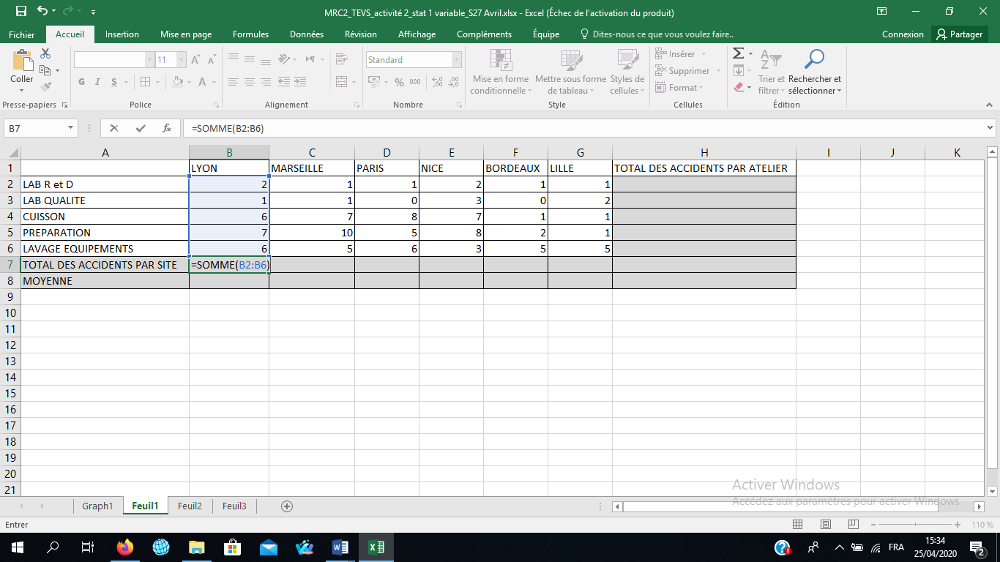 MRC2_TEVS_activité 2_stat 1 variable_S27 Avril.xlsx - Excel (Échec de l'activation du produit)
Fichier Accueil Insertion Mise en page Formules Données Révision Affichage Compléments Équipe Dites-nous ce que vous voulez faire.. Connexion Partager
Coller
11
G I S A
Standard
% 000
Mise en forme conditionnelle
Mettre sous forme de tableau
Styles de cellules
Insérer
Supprimer
Format
Trier et filtrer
Rechercher et sélectionner
Presse-papiers Police Alignement Nombre Style Cellules Édition
B7 fx =SOMME(B2:B6)
A B C D E F G H I J K
1 LYON MARSEILLE PARIS NICE BORDEAUX LILLE TOTAL DES ACCIDENTS PAR ATELIER
2 LAB R et D 2 1 1 2 1 1
3 LAB QUALITE 1 1 0 3 0 2
4 CUISSON 6 7 8 7 1 1
5 PREPARATION 7 10 5 8 2 1
6 LAVAGE EQUIPEMENTS 6 5 6 3 5 5
7 TOTAL DES ACCIDENTS PAR SITE =SOMME(B2:B6)
8 MOYENNE
9
10
11
12
13
14
15
16
17
18
19
20
21
Activer Windows
Accédez aux paramètres pour activer Windows.
Graph1 Feuil1 Feuil2 Feuil3
Entrer 110 %
FRA
15:34
25/04/2020
2